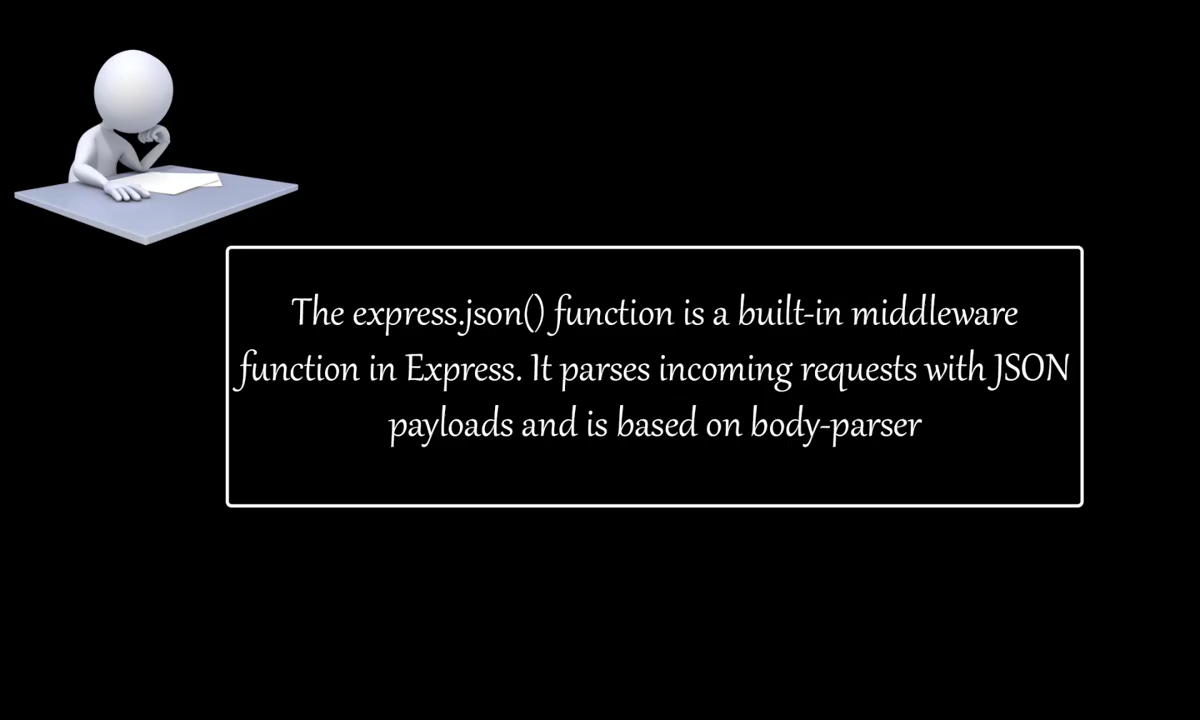 The express.json() function is a built-in middleware
function in Express. It parses incoming requests with JSON
payloads and is based on body-parser